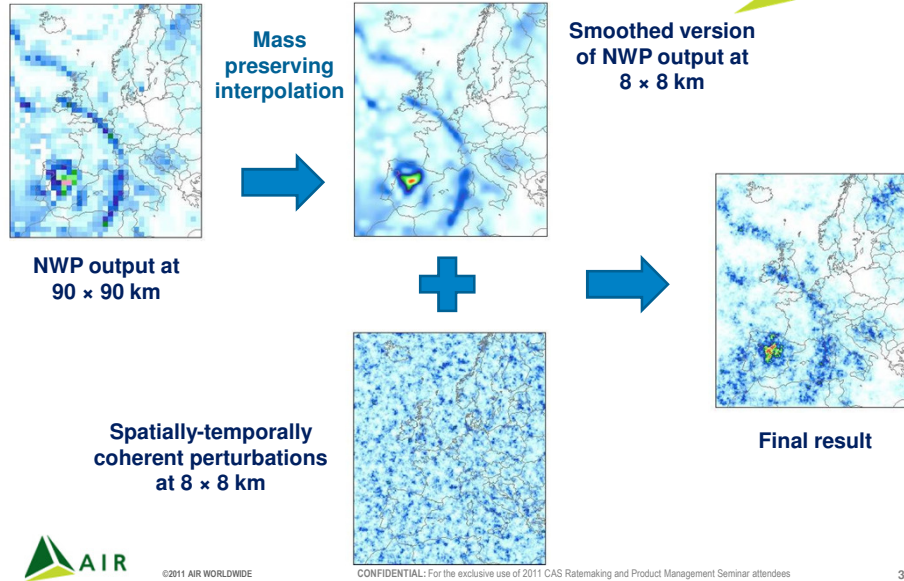 Mass
preserving
interpolation
Smoothed version
of NWP output at
8 × 8 km
NWP output at
90 × 90 km
Spatially-temporally
coherent perturbations
at 8 × 8 km
Final result
AIR
©2011 AIR WORLDWIDE
CONFIDENTIAL: For the exclusive use of 2011 CAS Ratemaking and Product Management Seminar attendees